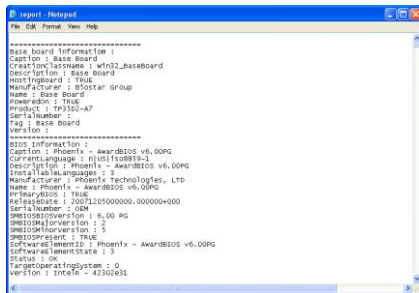 report - Notepad
File Edit Format View Help
==============================
Base board information :
Caption : Base Board
CreationClassName : Win32_BaseBoard
Description : Base Board
HostingBoard : TRUE
Manufacturer : Biostar Group
Name : Base Board
PoweredOn : TRUE
Product : TP35D2-A7
SerialNumber :
Tag : Base Board
Version :
==============================
BIOS Information :
Caption : Phoenix - AwardBIOS v6.00PG
CurrentLanguage : n|US|iso8859-1
Description : Phoenix - AwardBIOS v6.00PG
InstallableLanguages : 3
Manufacturer : Phoenix Technologies, LTD
Name : Phoenix - AwardBIOS v6.00PG
PrimaryBIOS : TRUE
ReleaseDate : 20071205000000.000000+000
SerialNumber : OEM
SMBIOSBIOSVersion : 6.00 PG
SMBIOSMajorVersion : 2
SMBIOSMinorVersion : 5
SMBIOSPresent : TRUE
SoftwareElementID : Phoenix - AwardBIOS v6.00PG
SoftwareElementState : 3
Status : OK
TargetOperatingSystem : 0
Version : IntelR - 42302e31